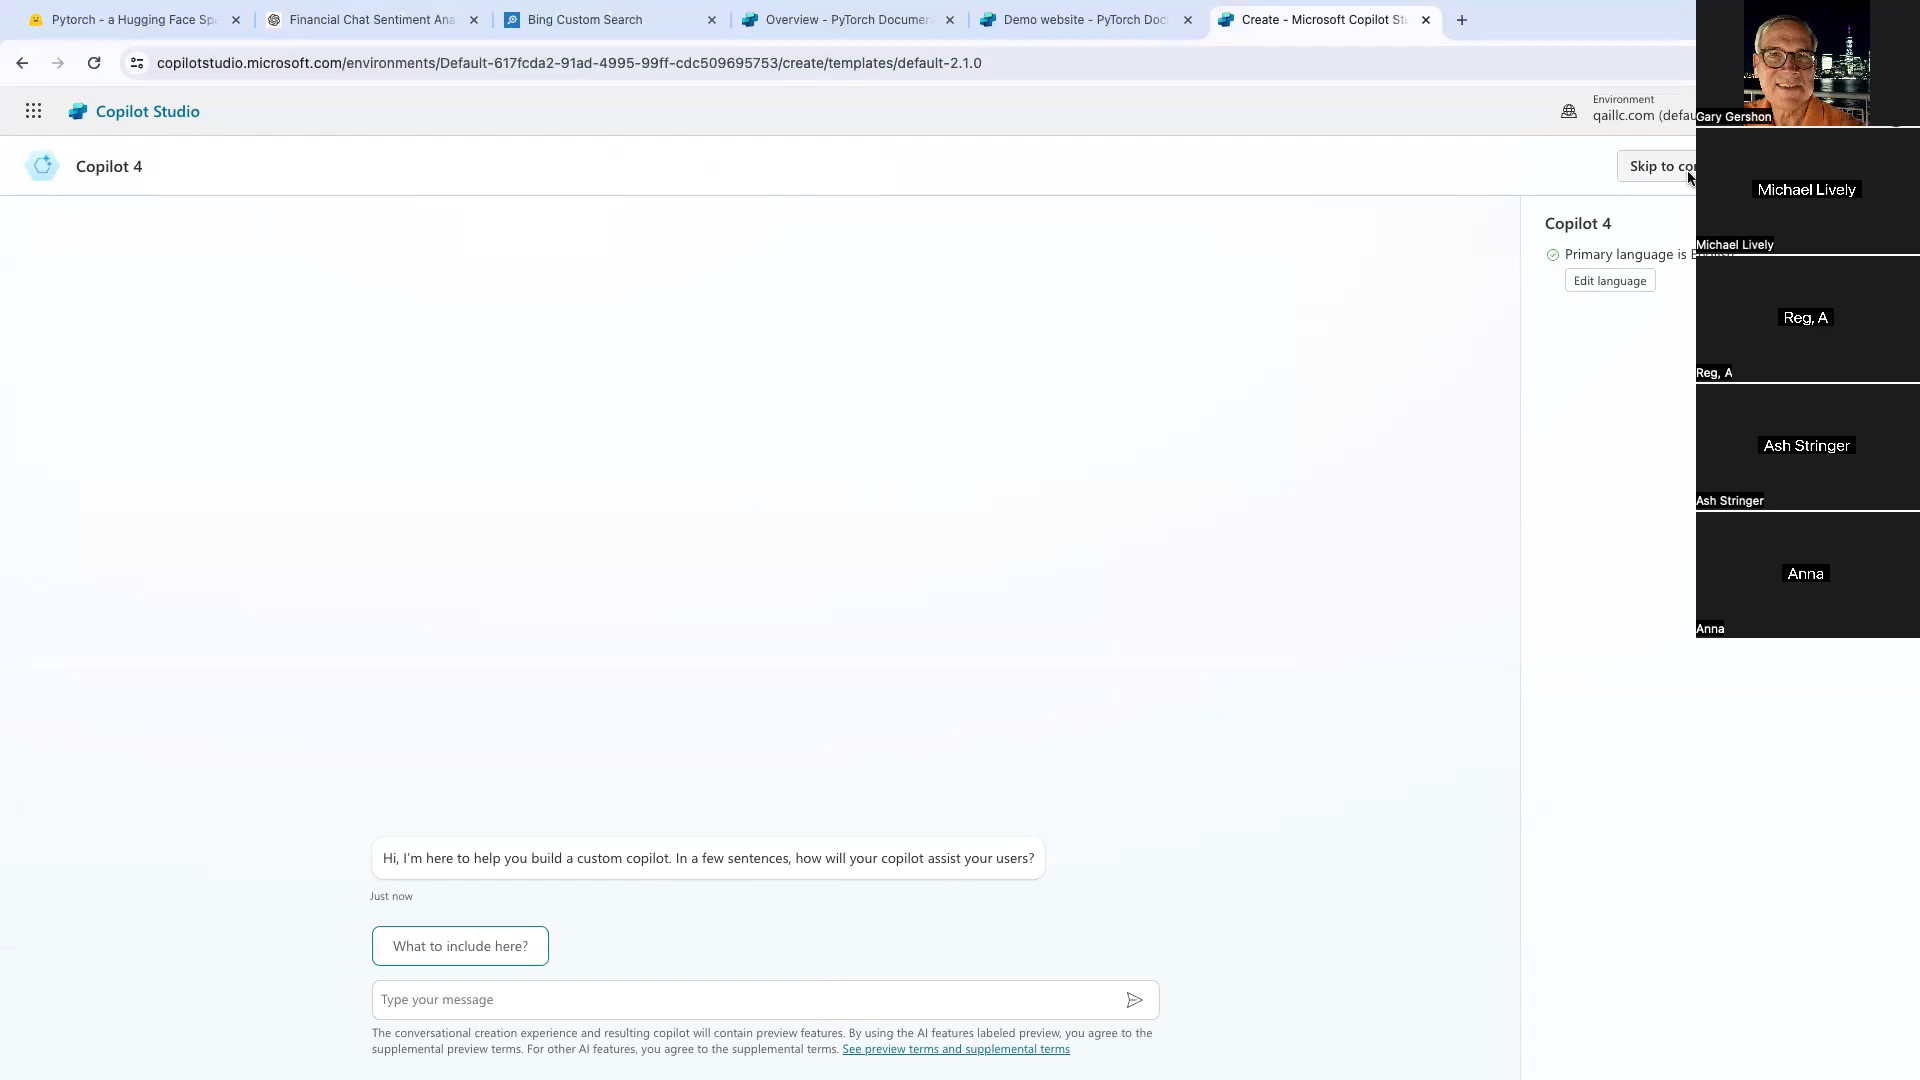 Pytorch - a Hugging Face Sp
Financial Chat Sentiment Ana
Bing Custom Search
Overview - PyTorch Documen
Demo website - PyTorch Doc
Create - Microsoft Copilot St
copilotstudio.microsoft.com/environments/Default-617fcda2-91ad-4995-99ff-cdc509695753/create/templates/default-2.1.0
Copilot Studio
Environment
qaillc.com (defau
Gary Gershon
Copilot 4
Skip to con
Michael Lively
Michael Lively
Copilot 4
Primary language is English
Edit language
Reg, A
Reg, A
Ash Stringer
Ash Stringer
Anna
Anna
Hi, I'm here to help you build a custom copilot. In a few sentences, how will your copilot assist your users?
Just now
What to include here?
Type your message
The conversational creation experience and resulting copilot will contain preview features. By using the AI features labeled preview, you agree to the
supplemental preview terms. For other AI features, you agree to the supplemental terms. See preview terms and supplemental terms